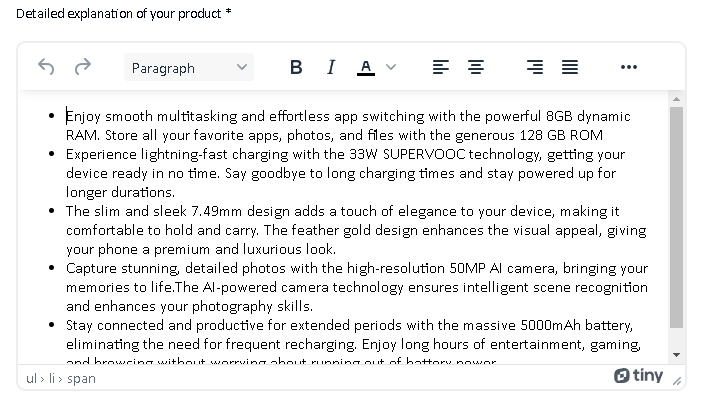 Detailed explanation of your product *
Paragraph
B I A
• Enjoy smooth multitasking and effortless app switching with the powerful 8GB dynamic
RAM. Store all your favorite apps, photos, and files with the generous 128 GB ROM
• Experience lightning-fast charging with the 33W SUPERVOOC technology, getting your
device ready in no time. Say goodbye to long charging times and stay powered up for
longer durations.
• The slim and sleek 7.49mm design adds a touch of elegance to your device, making it
comfortable to hold and carry. The feather gold design enhances the visual appeal, giving
your phone a premium and luxurious look.
• Capture stunning, detailed photos with the high-resolution 50MP AI camera, bringing your
memories to life.The AI-powered camera technology ensures intelligent scene recognition
and enhances your photography skills.
• Stay connected and productive for extended periods with the massive 5000mAh battery,
eliminating the need for frequent recharging. Enjoy long hours of entertainment, gaming,
and browsing without worrying about running out of battery power
ul › li › span
tiny